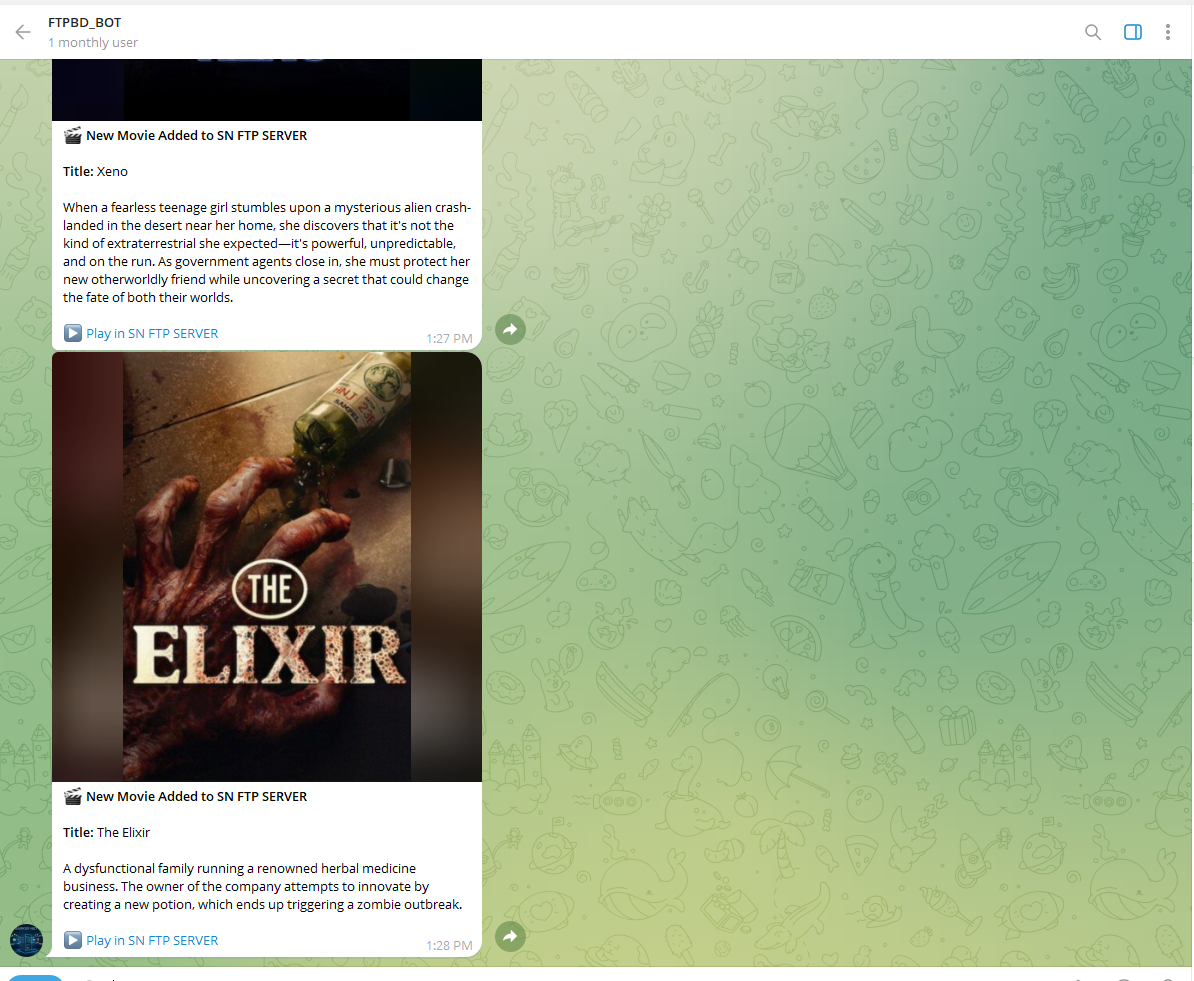 FTPBD_BOT
1 monthly user
New Movie Added to SN FTP SERVER
Title: Xeno
When a fearless teenage girl stumbles upon a mysterious alien crash-
landed in the desert near her home, she discovers that it's not the
kind of extraterrestrial she expected—it's powerful, unpredictable,
and on the run. As government agents close in, she must protect her
new otherworldly friend while uncovering a secret that could change
the fate of both their worlds.
Play in SN FTP SERVER
1:27 PM
THE
ELIXIR
New Movie Added to SN FTP SERVER
Title: The Elixir
A dysfunctional family running a renowned herbal medicine
business. The owner of the company attempts to innovate by
creating a new potion, which ends up triggering a zombie outbreak.
Play in SN FTP SERVER
1:28 PM